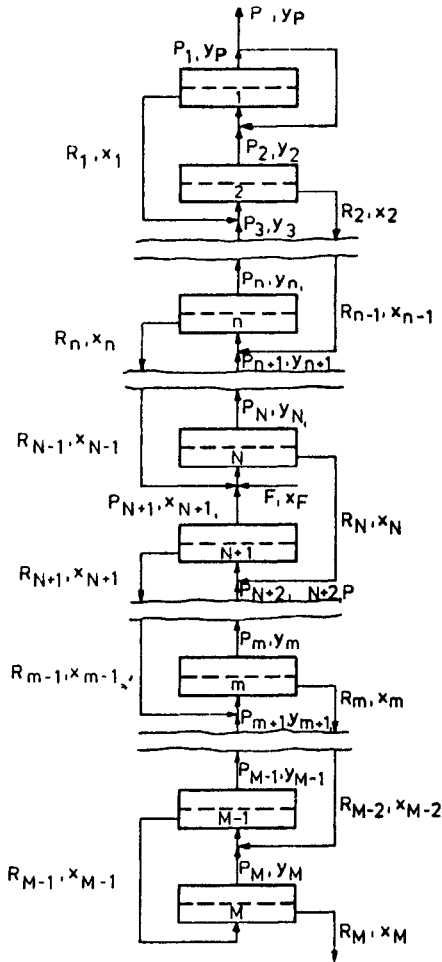 P , yp
P1, yp
1
R1, x1
P2, y2
2
R2, x2
P3, y3
Pn, yn,
Rn-1, xn-1
n
Rn, xn
Pn+1, yn+1
PN, yN,
RN-1, xN-1
N
PN+1, xN+1,
F, xF
RN, xN
N+1
RN+1, xN+1
PN+2, N+2,P
Pm, ym
Rm-1, xm-1,
m
Rm, xm
Pm+1, ym+1,
PM-1, yM-1
RM-2, xM-2
M-1
RM-1, xM-1
PM, yM
M
RM, xM